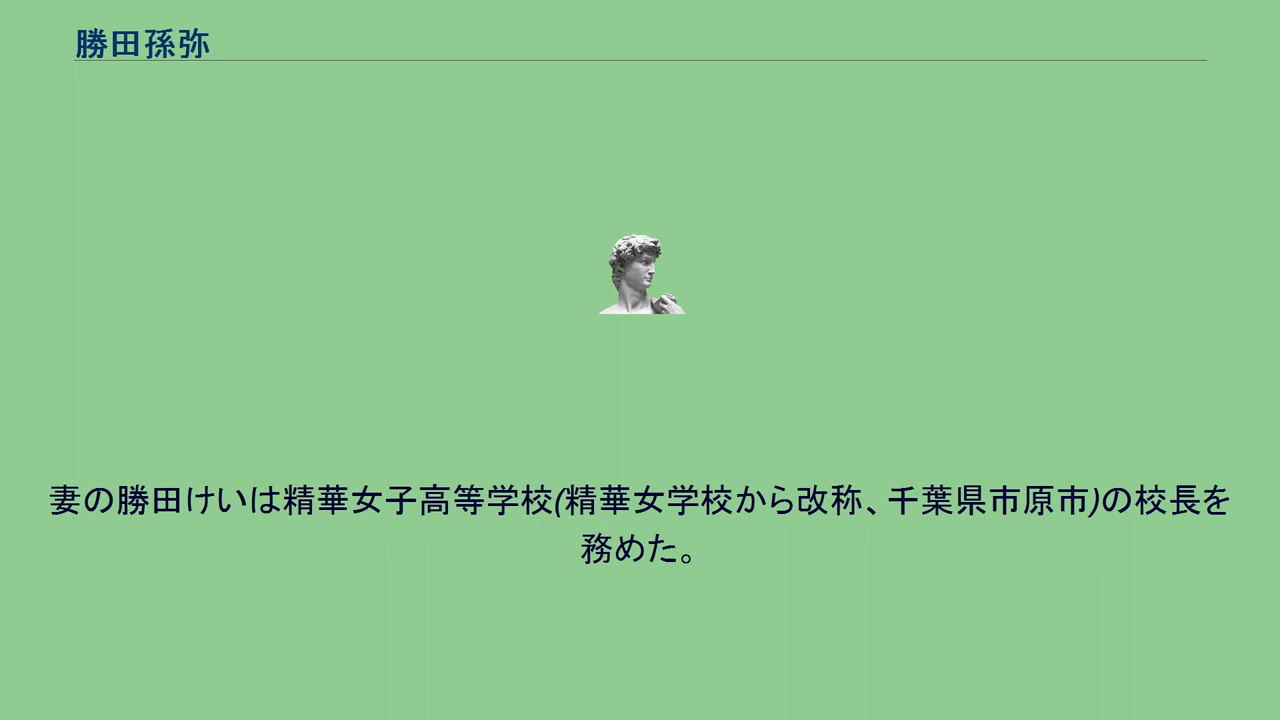 勝田孫弥
妻の勝田けいは精華女子高等学校(精華女学校から改称、千葉県市原市)の校長を
務めた。